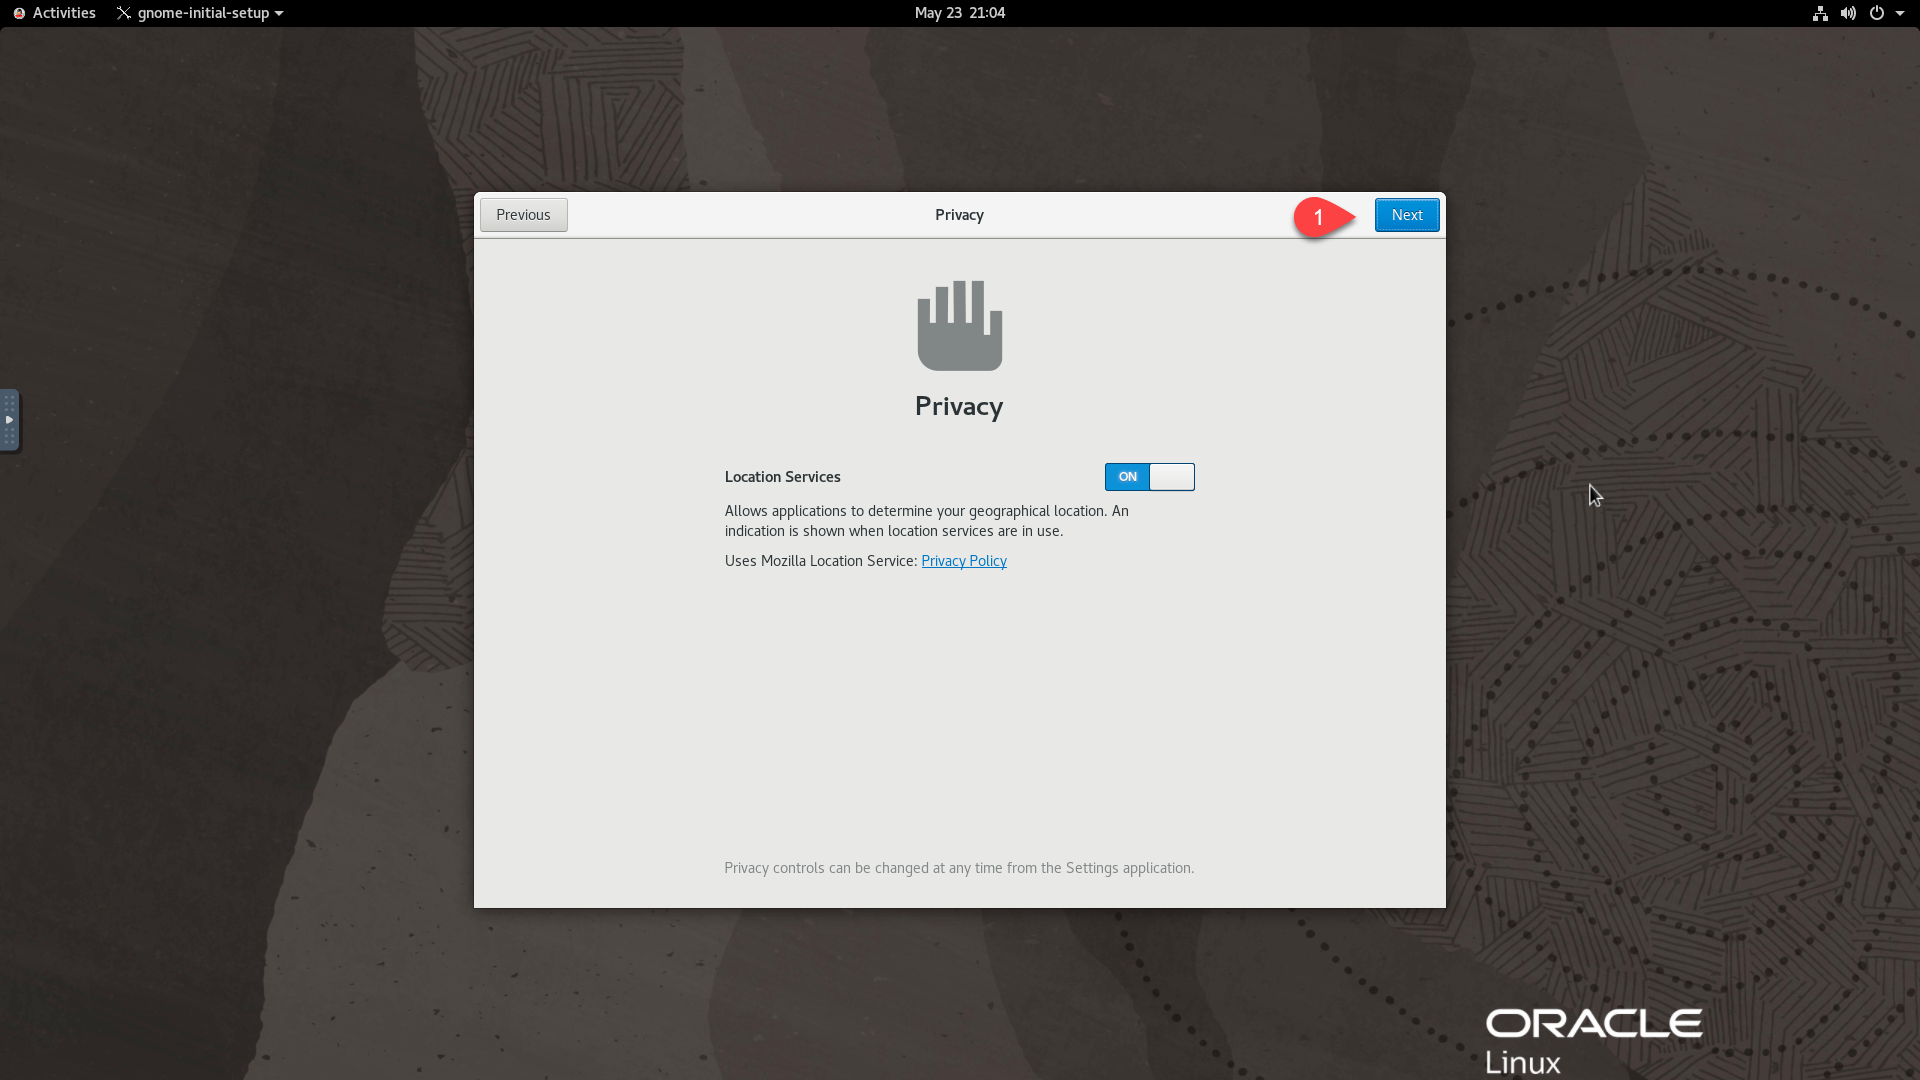 Activities
gnome-initial-setup
May 23 21:04
Previous
Privacy
1
Next
Privacy
Location Services
ON
Allows applications to determine your geographical location. An
indication is shown when location services are in use.
Uses Mozilla Location Service: Privacy Policy
Privacy controls can be changed at any time from the Settings application.
ORACLE
Linux